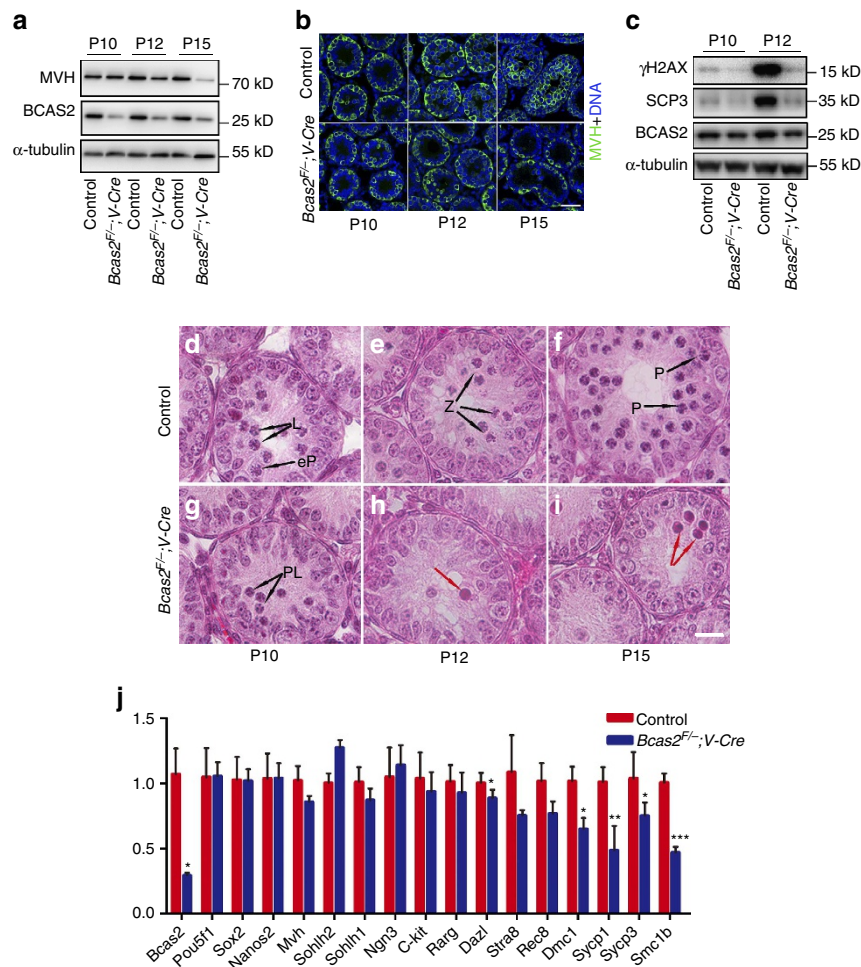 a
P10 P12 P15
MVH
70 kD
BCAS2
25 kD
α-tubulin
55 kD
Control
Bcas2F/–;V-Cre
Control
Bcas2F/–;V-Cre
Control
Bcas2F/–;V-Cre
b
Control
Bcas2F/–;V-Cre
MVH+DNA
P10 P12 P15
c
P10 P12
γH2AX
15 kD
SCP3
35 kD
BCAS2
25 kD
α-tubulin
55 kD
Control
Bcas2F/–;V-Cre
Control
Bcas2F/–;V-Cre
Control
d
L
eP
e
Z
f
P
P
Bcas2F/–;V-Cre
g
PL
h
i
P10 P12 P15
j
1.5
1.0
0.5
0.0
Control
Bcas2F/–;V-Cre
*
*
*
**
*
***
Bcas2
Pou5f1
Sox2
Nanos2
Mvh
Sohlh2
Sohlh1
Ngn3
C-kit
Rarg
Dazl
Stra8
Rec8
Dmc1
Sycp1
Sycp3
Smc1b